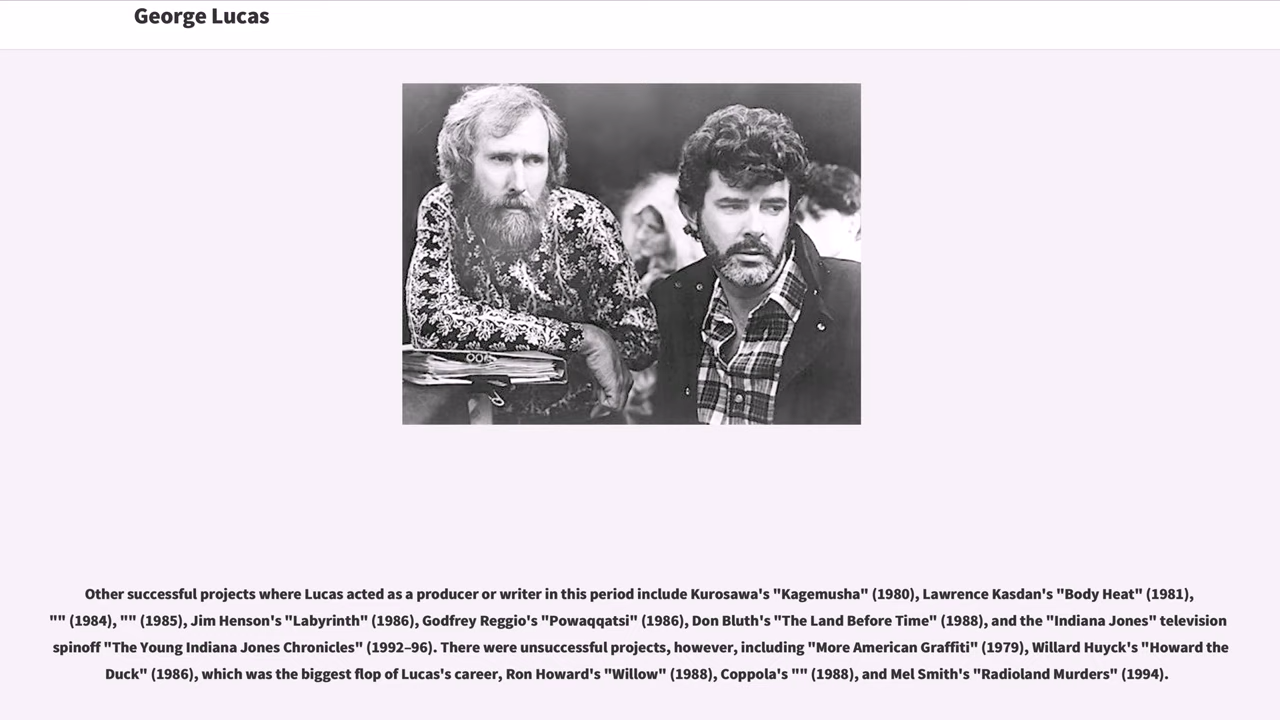 George Lucas
Other successful projects where Lucas acted as a producer or writer in this period include Kurosawa's "Kagemusha" (1980), Lawrence Kasdan's "Body Heat" (1981),
"" (1984), "" (1985), Jim Henson's "Labyrinth" (1986), Godfrey Reggio's "Powaqqatsi" (1986), Don Bluth's "The Land Before Time" (1988), and the "Indiana Jones" television
spinoff "The Young Indiana Jones Chronicles" (1992–96). There were unsuccessful projects, however, including "More American Graffiti" (1979), Willard Huyck's "Howard the
Duck" (1986), which was the biggest flop of Lucas's career, Ron Howard's "Willow" (1988), Coppola's "" (1988), and Mel Smith's "Radioland Murders" (1994).